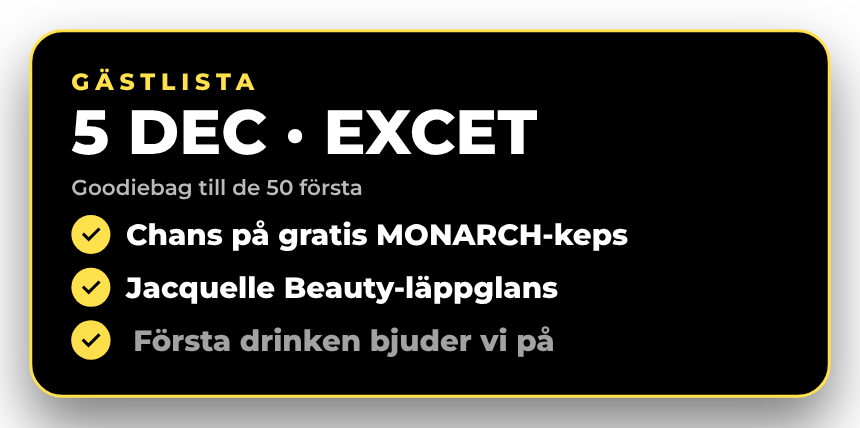 GÄSTLISTA
5 DEC · EXCET
Goodiebag till de 50 första
Chans på gratis MONARCH-keps
Jacquelle Beauty-läppglans
Första drinken bjuder vi på